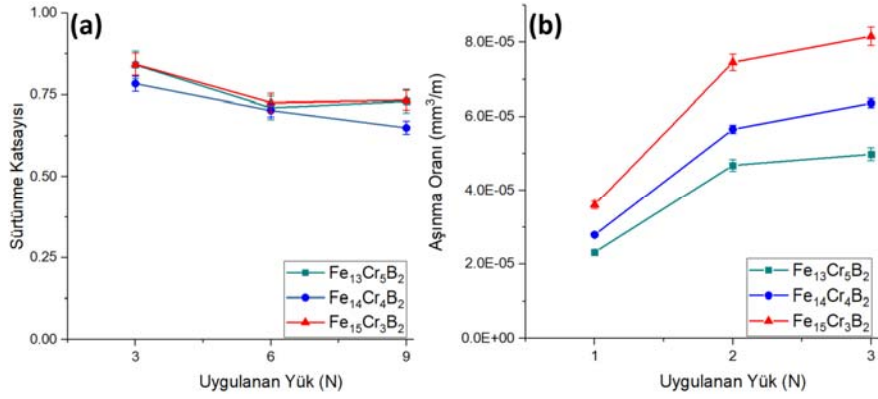 (a)
1.00
0.75
0.50
0.25
0.00
Sürtünme Katsayısı
3
6
9
Uygulanan Yük (N)
Fe₁₃Cr₅B₂
Fe₁₄Cr₄B₂
Fe₁₅Cr₃B₂
(b)
8.0E-05
6.0E-05
4.0E-05
2.0E-05
0.0E+00
Aşınma Oranı (mm³/m)
1
2
3
Uygulanan Yük (N)
Fe₁₃Cr₅B₂
Fe₁₄Cr₄B₂
Fe₁₅Cr₃B₂